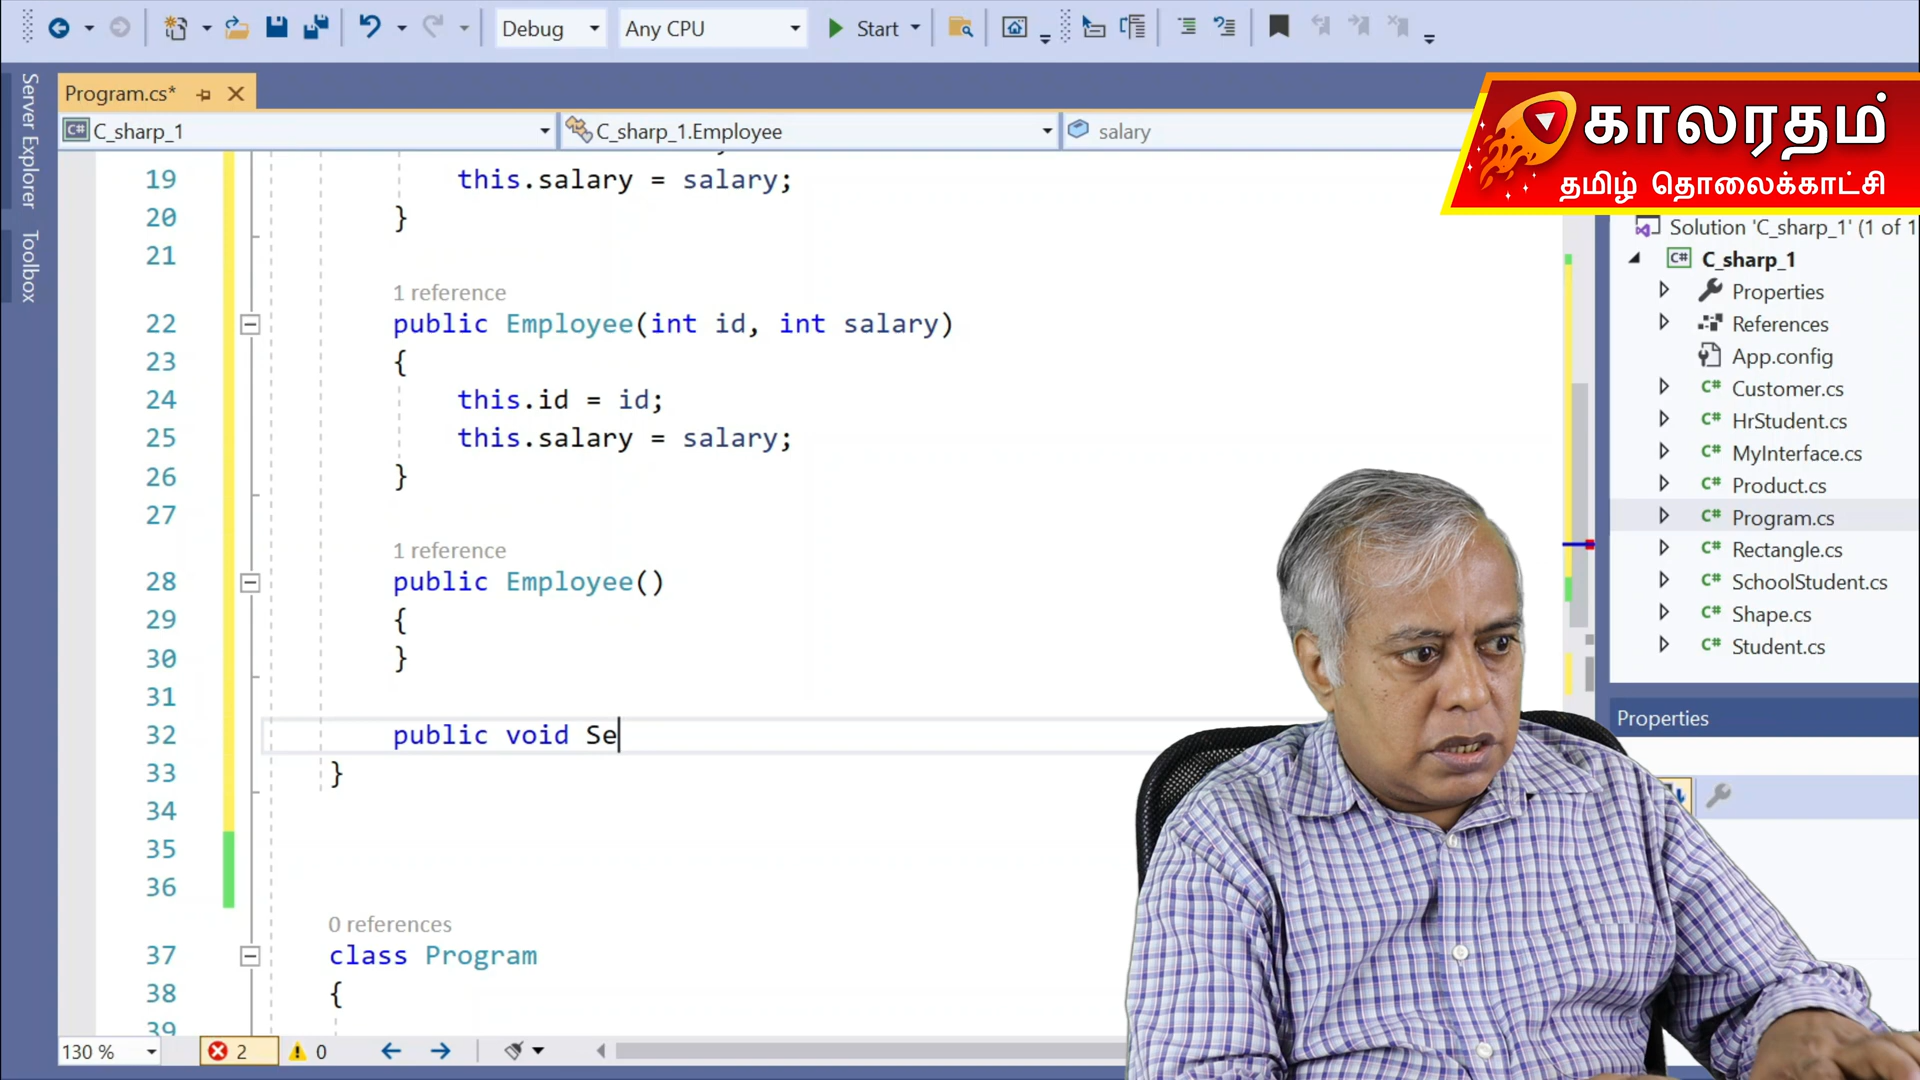 Debug
Any CPU
Start
Server Explorer
Toolbox
Program.cs*
C# C_sharp_1
C_sharp_1.Employee
salary
காலரதம்
தமிழ் தொலைக்காட்சி
19 this.salary = salary;
20 }
21
1 reference
22 public Employee(int id, int salary)
23 {
24 this.id = id;
25 this.salary = salary;
26 }
27
1 reference
28 public Employee()
29 {
30 }
31
32 public void Se
33 }
34
35
36
0 references
37 class Program
38 {
39
130 %
2
0
Solution 'C_sharp_1' (1 of 1
C# C_sharp_1
Properties
References
App.config
C# Customer.cs
C# HrStudent.cs
C# MyInterface.cs
C# Product.cs
C# Program.cs
C# Rectangle.cs
C# SchoolStudent.cs
C# Shape.cs
C# Student.cs
Properties